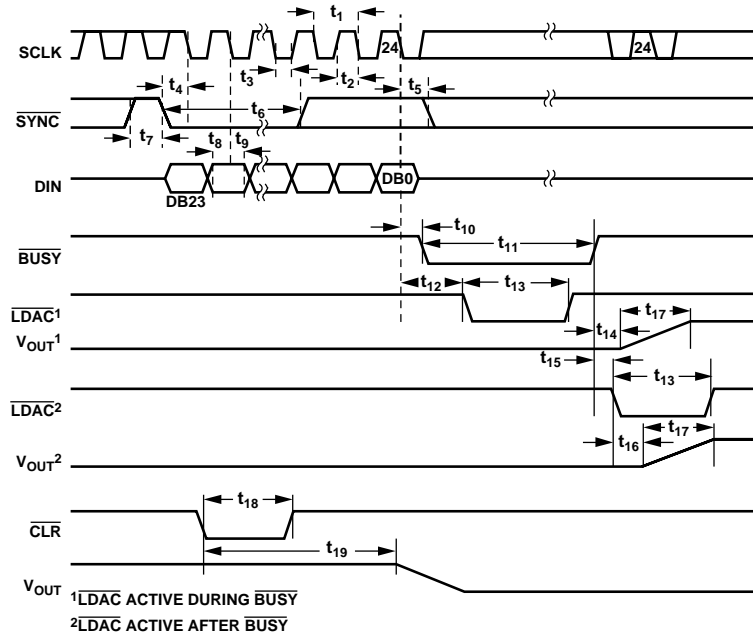 t1
SCLK
24
24
t4
t3
t2
t5
t6
SYNC
t7
t8
t9
DIN
DB23
DB0
t10
t11
BUSY
t12
t13
LDAC1
t17
t14
VOUT1
t15
t13
LDAC2
t17
t16
VOUT2
t18
CLR
t19
VOUT
1LDAC ACTIVE DURING BUSY
2LDAC ACTIVE AFTER BUSY